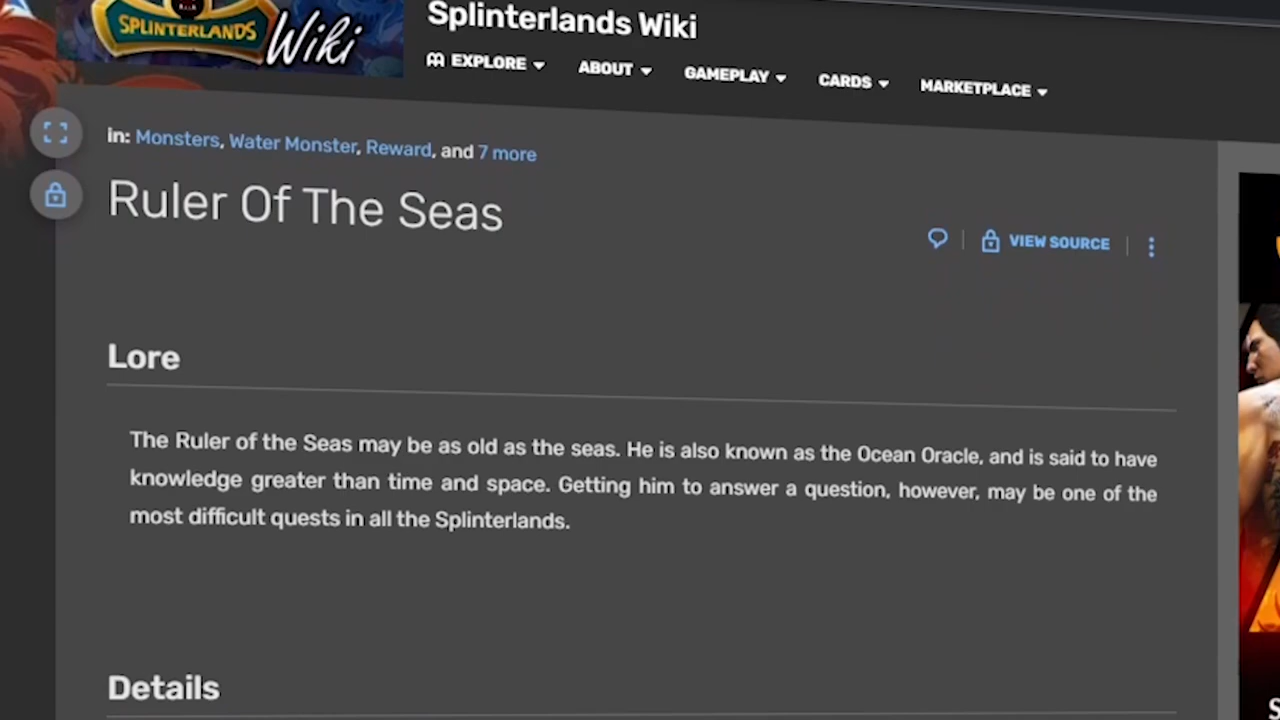 SPLINTERLANDS
Wiki
Splinterlands Wiki
EXPLORE ABOUT GAMEPLAY CARDS MARKETPLACE
in: Monsters, Water Monster, Reward, and 7 more
Ruler Of The Seas
VIEW SOURCE
Lore
The Ruler of the Seas may be as old as the seas. He is also known as the Ocean Oracle, and is said to have
knowledge greater than time and space. Getting him to answer a question, however, may be one of the
most difficult quests in all the Splinterlands.
Details
S